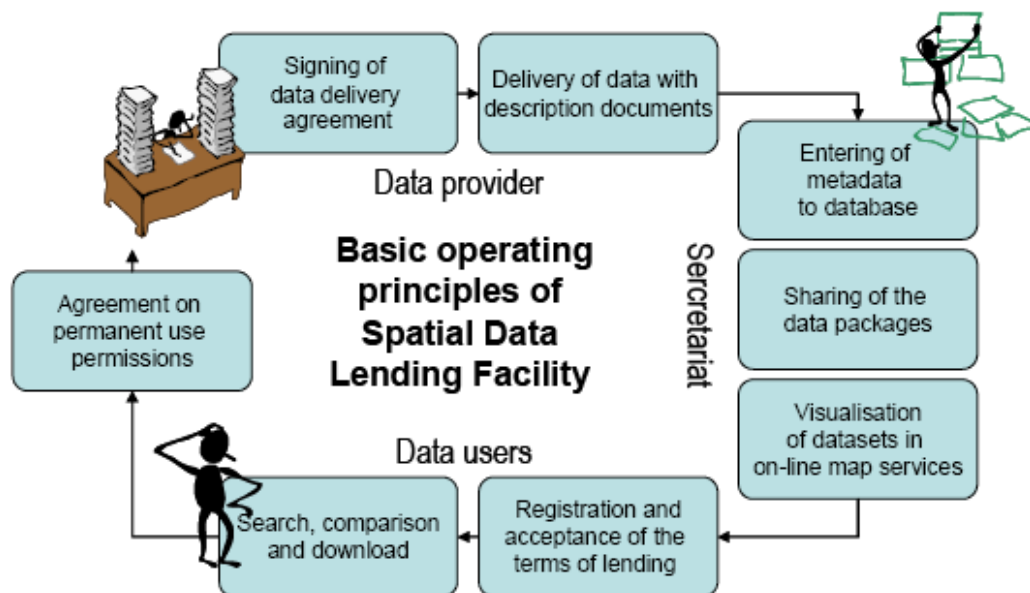 Signing of
data delivery
agreement
Delivery of data with
description documents
Data provider
Entering of
metadata
to database
Basic operating
principles of
Spatial Data
Lending Facility
Sercretariat
Sharing of the
data packages
Agreement on
permanent use
permissions
Visualisation
of datasets in
on-line map services
Data users
Registration and
acceptance of the
terms of lending
Search, comparison
and download